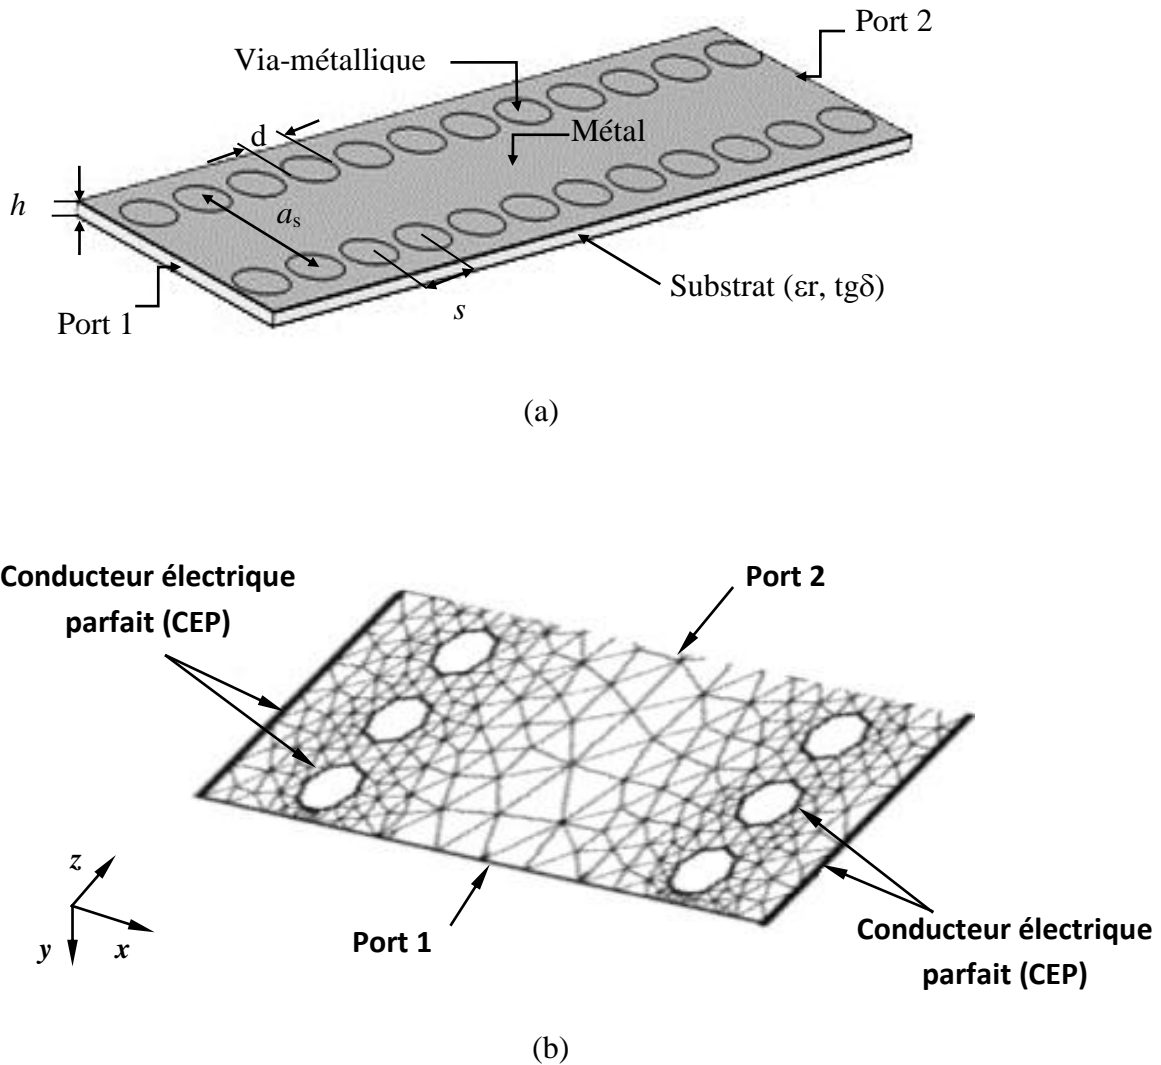 Port 2
Via-métallique
d
Métal
h
as
Substrat (εr, tgδ)
s
Port 1
(a)
Conducteur électrique
parfait (CEP)
Port 2
z
y
x
Port 1
Conducteur électrique
parfait (CEP)
(b)